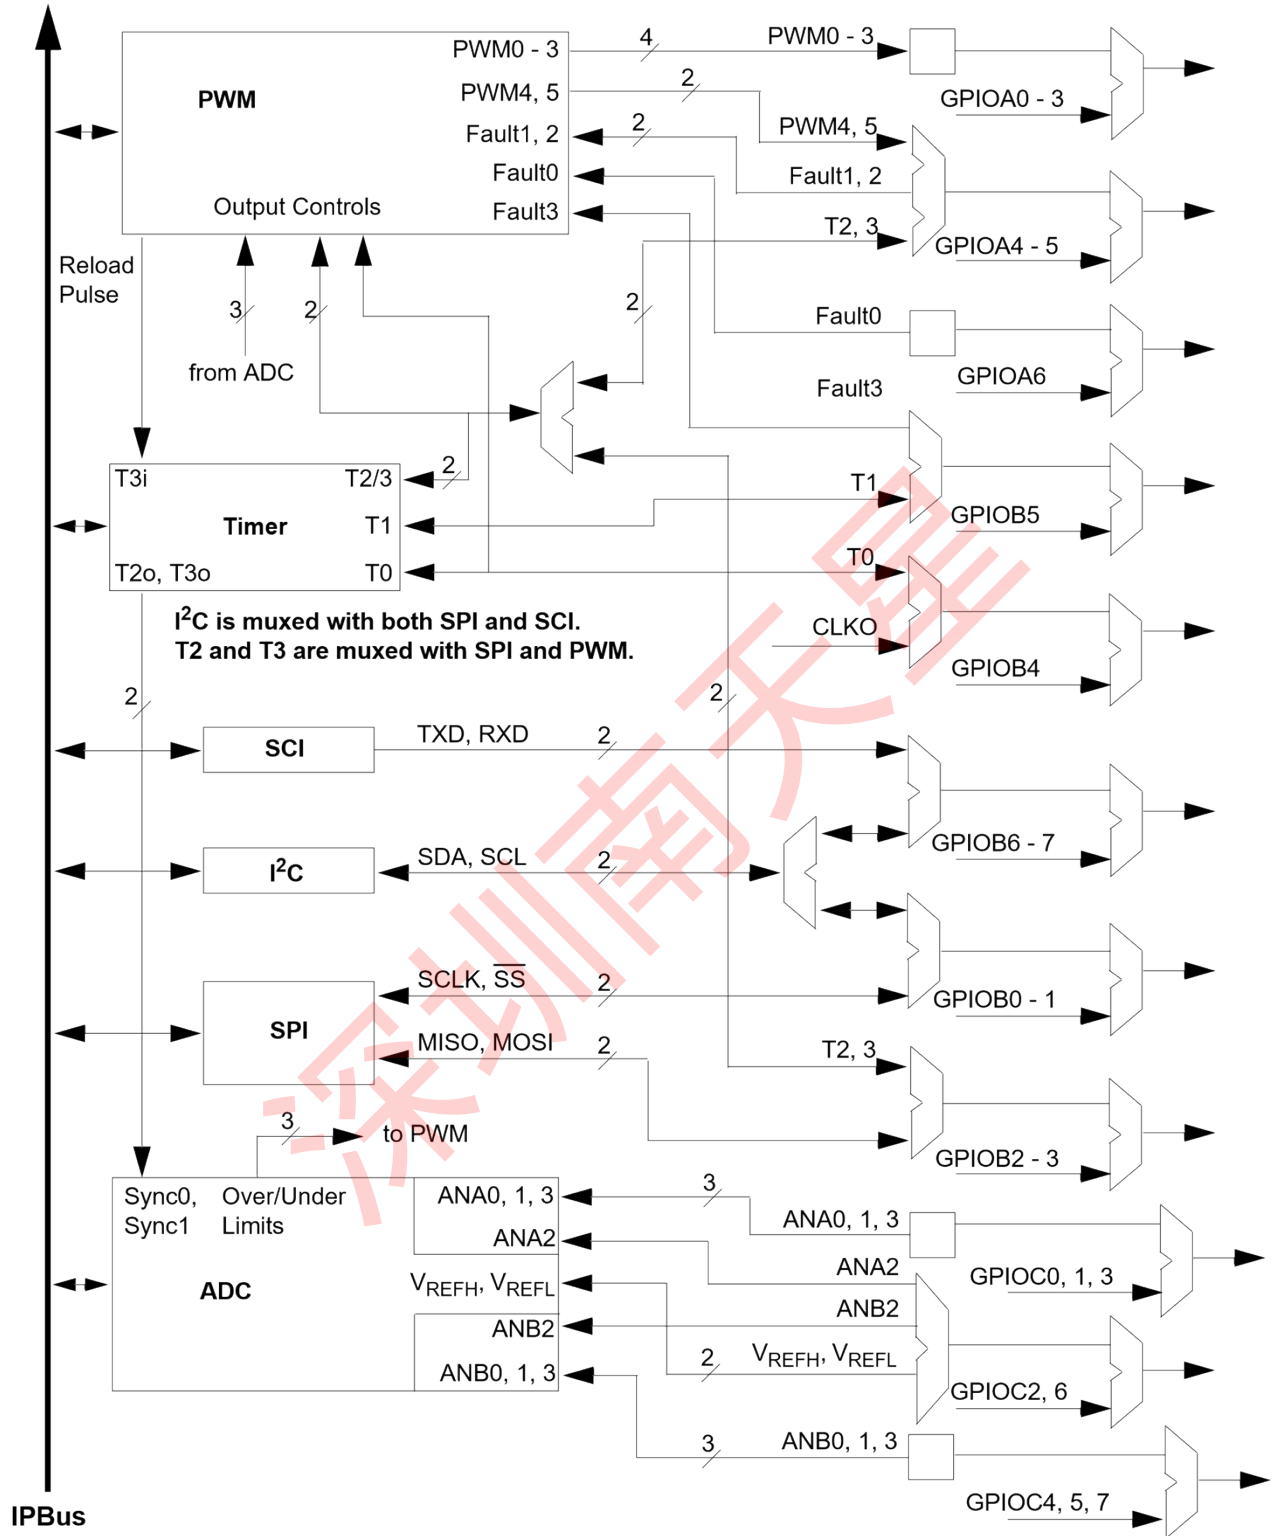 PWM0 - 3
4
PWM0 - 3
PWM
PWM4, 5
2
GPIOA0 - 3
Fault1, 2
2
PWM4, 5
Fault0
Fault1, 2
Output Controls
Fault3
T2, 3
GPIOA4 - 5
Reload
Pulse
3
2
2
Fault0
from ADC
GPIOA6
Fault3
T3i
T2/3
2
T1
Timer
T1
GPIOB5
T2o, T3o
T0
T0
I²C is muxed with both SPI and SCI.
T2 and T3 are muxed with SPI and PWM.
CLKO
GPIOB4
2
2
SCI
TXD, RXD
2
GPIOB6 - 7
I²C
SDA, SCL
2
SCLK, S̅S̅
2
GPIOB0 - 1
SPI
MISO, MOSI
2
T2, 3
3
to PWM
GPIOB2 - 3
Sync0,
Sync1
Over/Under
Limits
ANA0, 1, 3
3
ANA0, 1, 3
ANA2
ANA2
GPIOC0, 1, 3
ADC
VREFH, VREFL
ANB2
ANB2
2
VREFH, VREFL
ANB0, 1, 3
GPIOC2, 6
3
ANB0, 1, 3
GPIOC4, 5, 7
IPBus
深圳南天星